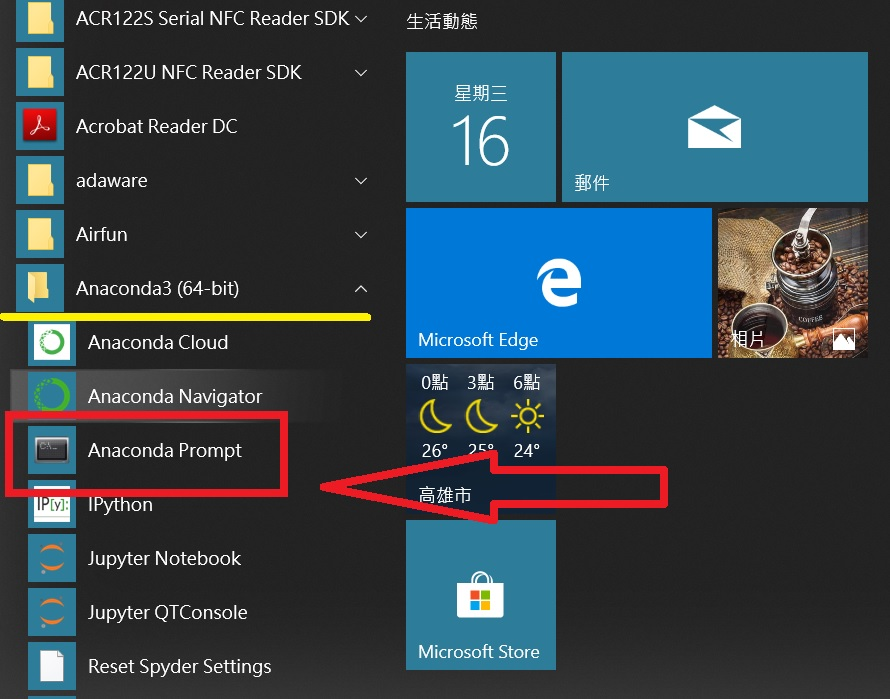 ACR122S Serial NFC Reader SDK
ACR122U NFC Reader SDK
Acrobat Reader DC
adaware
Airfun
Anaconda3 (64-bit)
Anaconda Cloud
Anaconda Navigator
Anaconda Prompt
IPython
Jupyter Notebook
Jupyter QTConsole
Reset Spyder Settings
生活動態
星期三
16
郵件
Microsoft Edge
COFFEE
相片
0點 3點 6點
26° 25° 24°
高雄市
Microsoft Store
C:\_
IP[y]: